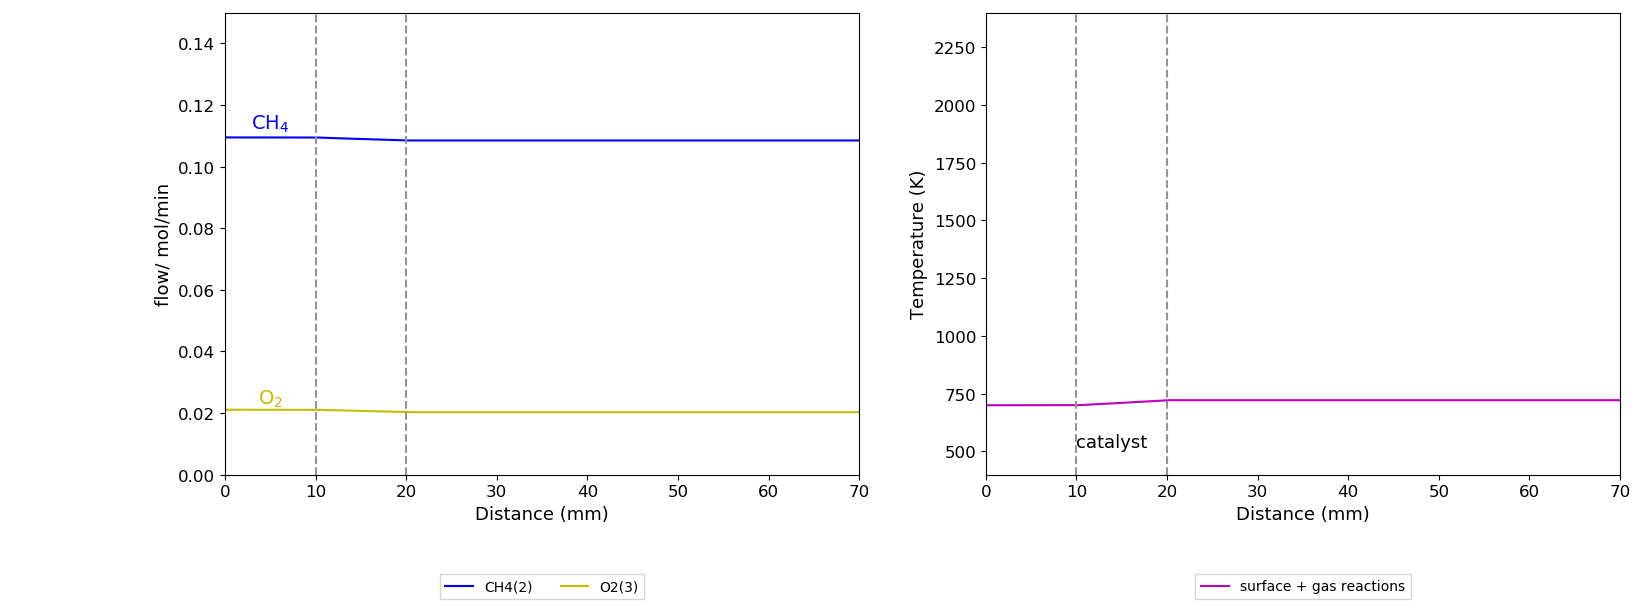 0.14
0.12
0.10
0.08
0.06
0.04
0.02
0.00
flow/ mol/min
CH4
O2
0 10 20 30 40 50 60 70
Distance (mm)
CH4(2) O2(3)
2250
2000
1750
1500
1250
1000
750
500
Temperature (K)
catalyst
0 10 20 30 40 50 60 70
Distance (mm)
surface + gas reactions